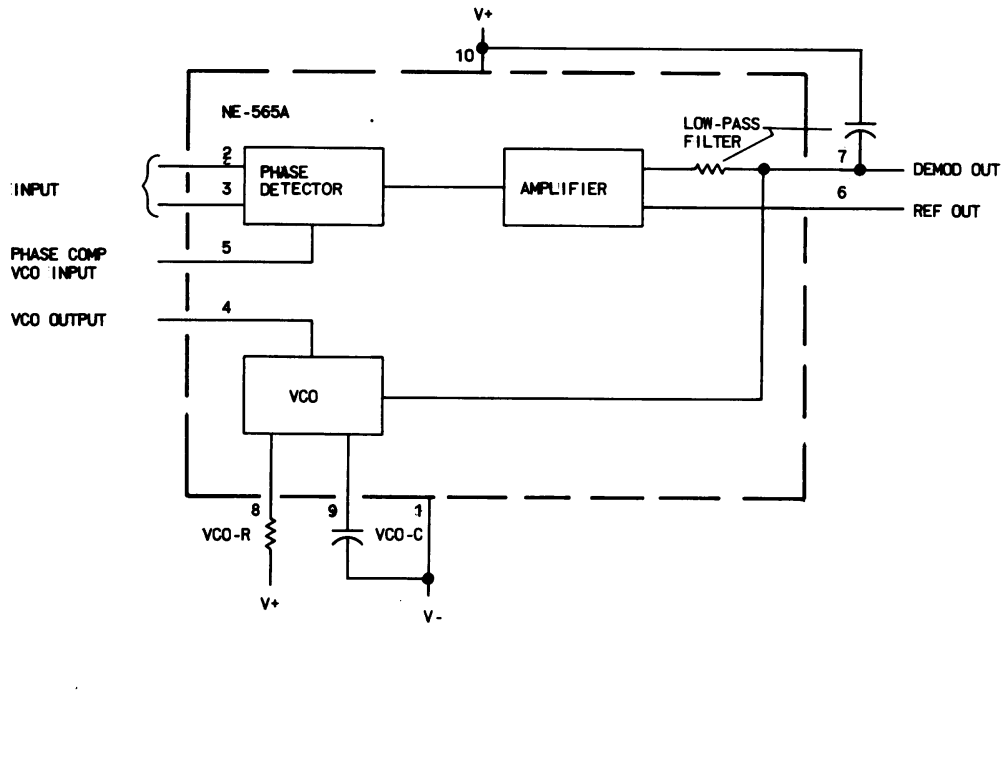 V+
10
NE-565A
LOW-PASS
FILTER
2
3
INPUT
PHASE
DETECTOR
AMPLIFIER
7
DEMOD OUT
6
REF OUT
5
PHASE COMP
VCO INPUT
4
VCO OUTPUT
VCO
8
9
1
VCO-R
VCO-C
V+
V-